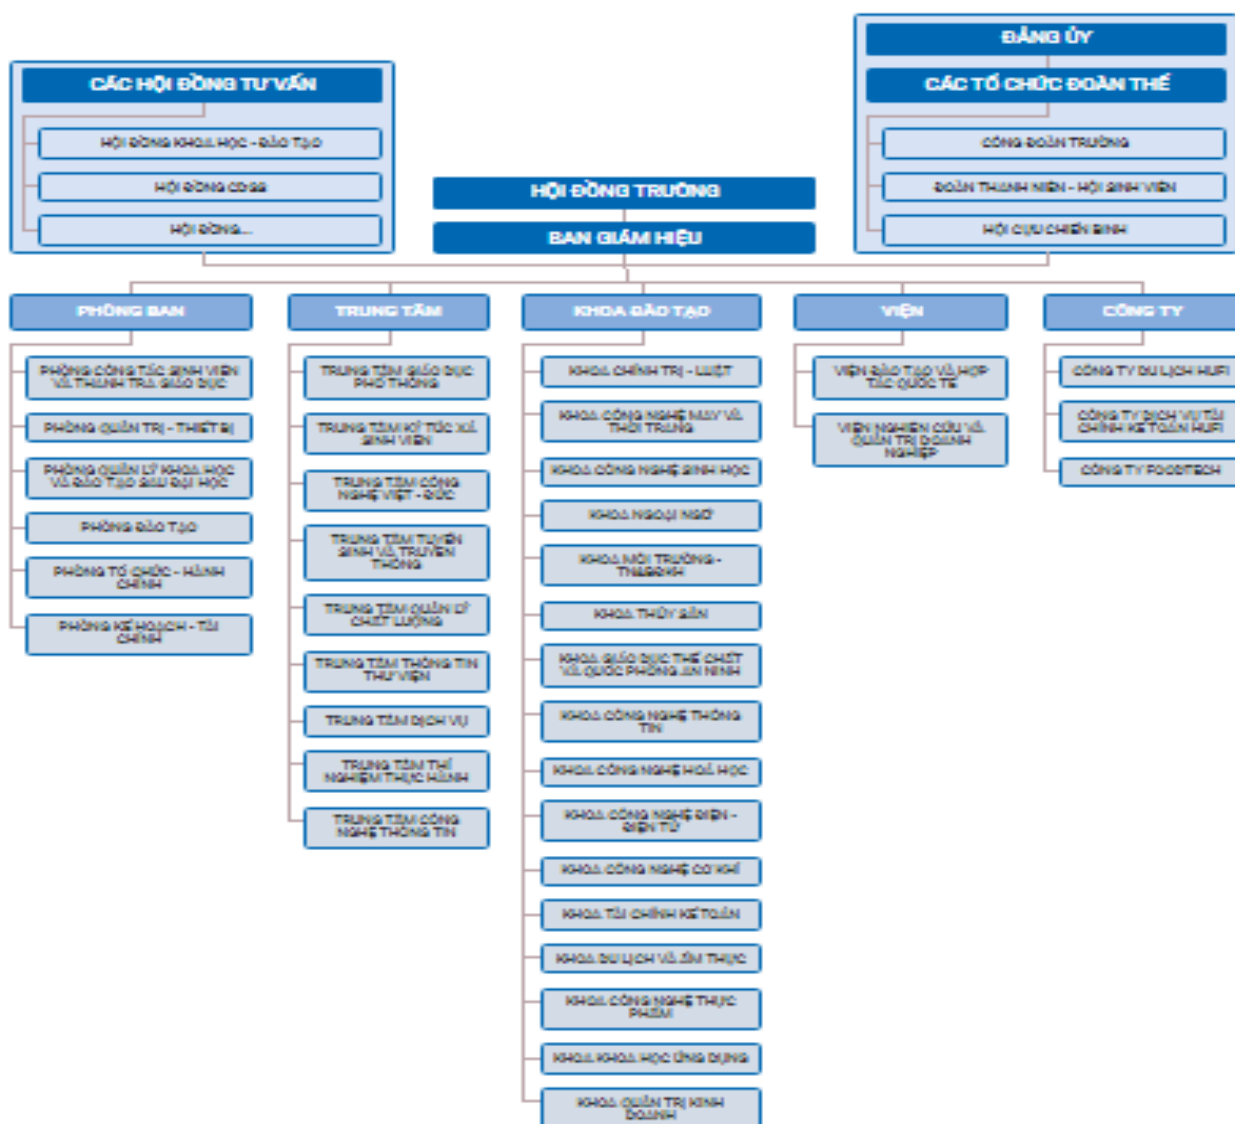 ĐẢNG ỦY
CÁC TỔ CHỨC ĐOÀN THỂ
CÔNG ĐOÀN TRƯỜNG
ĐOÀN THANH NIÊN - HỘI SINH VIÊN
HỘI CỰU CHIẾN BINH
CÁC HỘI ĐỒNG TƯ VẤN
HỘI ĐỒNG KHOA HỌC - ĐÀO TẠO
HỘI ĐỒNG CDGS
HỘI ĐỒNG...
HỘI ĐỒNG TRƯỜNG
BAN GIÁM HIỆU
PHÒNG BAN
PHÒNG CÔNG TÁC SINH VIÊN
VÀ THANH TRA GIÁO DỤC
PHÒNG QUẢN TRỊ - THIẾT BỊ
PHÒNG QUẢN LÝ KHOA HỌC
VÀ ĐÀO TẠO SAU ĐẠI HỌC
PHÒNG ĐÀO TẠO
PHÒNG TỔ CHỨC - HÀNH
CHÍNH
PHÒNG KẾ HOẠCH - TÀI
CHÍNH
TRUNG TÂM
TRUNG TÂM GIÁO DỤC
PHỔ THÔNG
TRUNG TÂM KÍ TÚC XÁ
SINH VIÊN
TRUNG TÂM CÔNG
NGHỆ VIỆT - ĐỨC
TRUNG TÂM TUYỂN
SINH VÀ TRUYỀN
THÔNG
TRUNG TÂM QUẢN LÝ
CHẤT LƯỢNG
TRUNG TÂM THÔNG TIN
THƯ VIỆN
TRUNG TÂM DỊCH VỤ
TRUNG TÂM THÍ
NGHIỆM THỰC HÀNH
TRUNG TÂM CÔNG
NGHỆ THÔNG TIN
KHOA ĐÀO TẠO
KHOA CHÍNH TRỊ - LUẬT
KHOA CÔNG NGHỆ MAY VÀ
THỜI TRANG
KHOA CÔNG NGHỆ SINH HỌC
KHOA NGOẠI NGỮ
KHOA MÔI TRƯỜNG -
TN&BĐKH
KHOA THỦY SẢN
KHOA GIÁO DỤC THỂ CHẤT
VÀ QUỐC PHÒNG AN NINH
KHOA CÔNG NGHỆ THÔNG
TIN
KHOA CÔNG NGHỆ HOÁ HỌC
KHOA CÔNG NGHỆ ĐIỆN -
ĐIỆN TỬ
KHOA CÔNG NGHỆ CƠ KHÍ
KHOA TÀI CHÍNH KẾ TOÁN
KHOA DU LỊCH VÀ ẨM THỰC
KHOA CÔNG NGHỆ THỰC
PHẨM
KHOA KHOA HỌC ỨNG DỤNG
KHOA QUẢN TRỊ KINH
DOANH
VIỆN
VIỆN ĐÀO TẠO VÀ HỢP
TÁC QUỐC TẾ
VIỆN NGHIÊN CỨU VÀ
QUẢN TRỊ DOANH
NGHIỆP
CÔNG TY
CÔNG TY DU LỊCH HUFI
CÔNG TY DỊCH VỤ TÀI
CHÍNH KẾ TOÁN HUFI
CÔNG TY FOODTECH